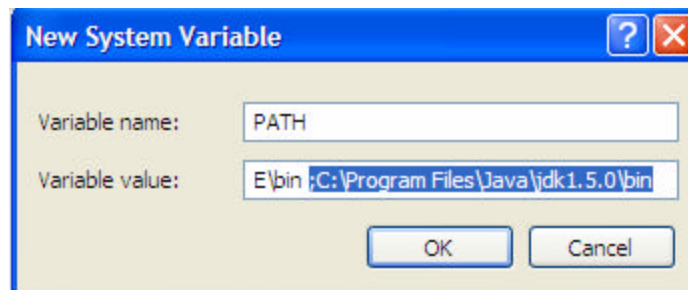 New System Variable
Variable name: PATH
Variable value: E\bin ;C:\Program Files\Java\jdk1.5.0\bin
OK Cancel